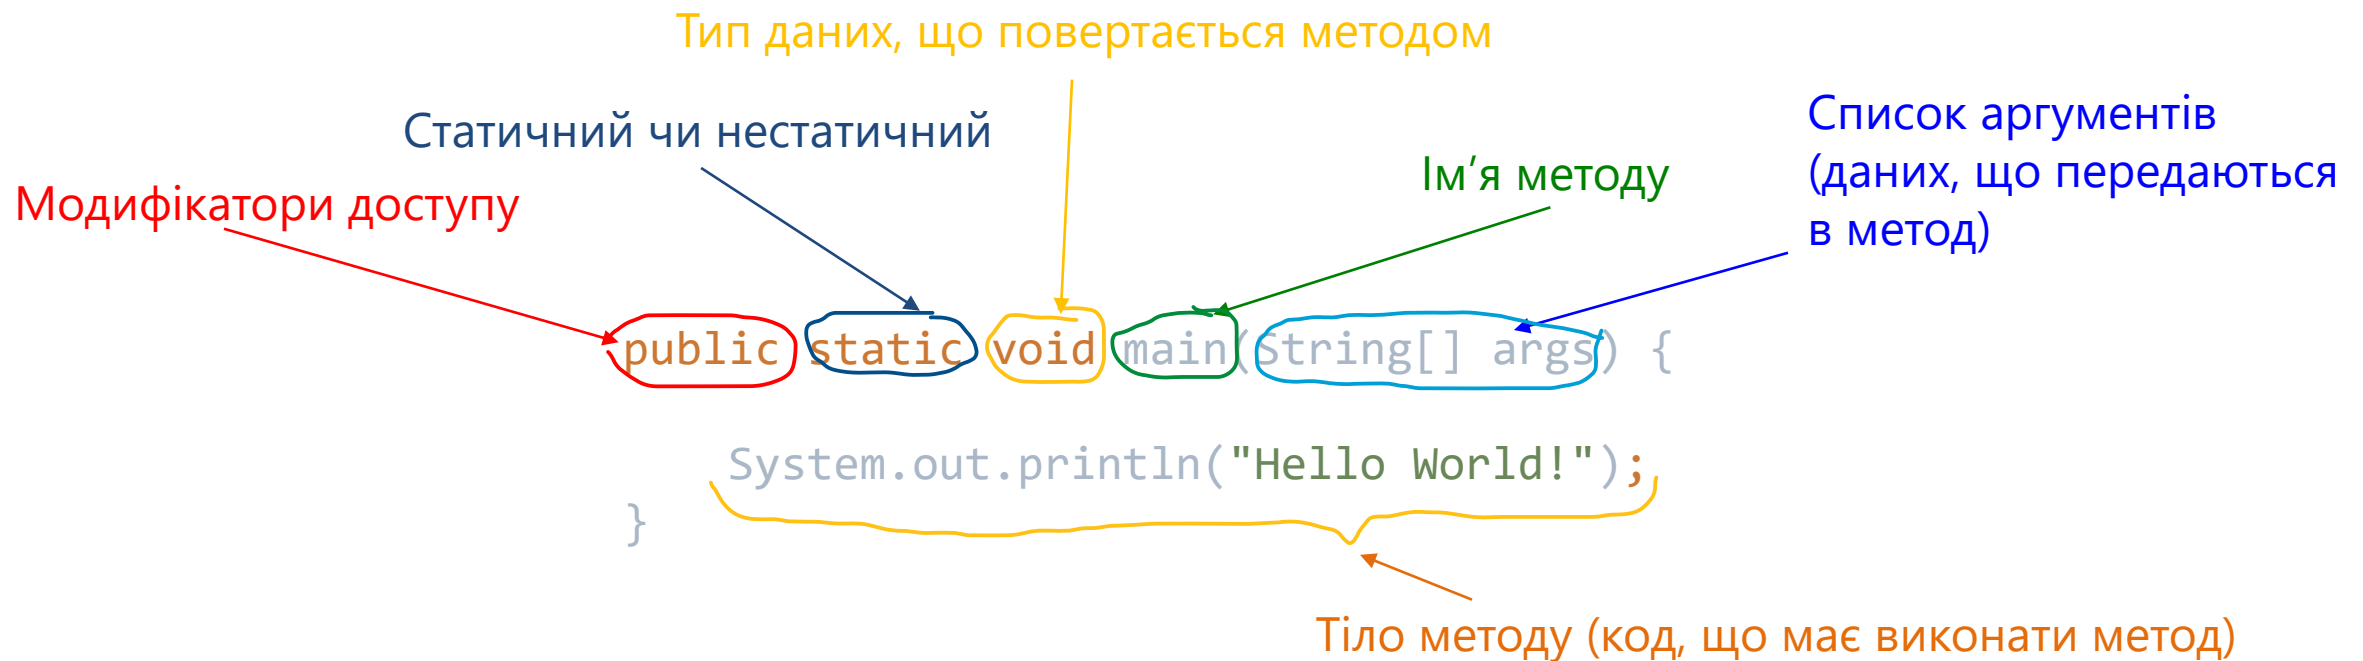 Тип даних, що повертається методом
Статичний чи нестатичний
Модифікатори доступу
Ім’я методу
Список аргументів
(даних, що передаються
в метод)
public static void main(String[] args) {
System.out.println("Hello World!");
}
Тіло методу (код, що має виконати метод)